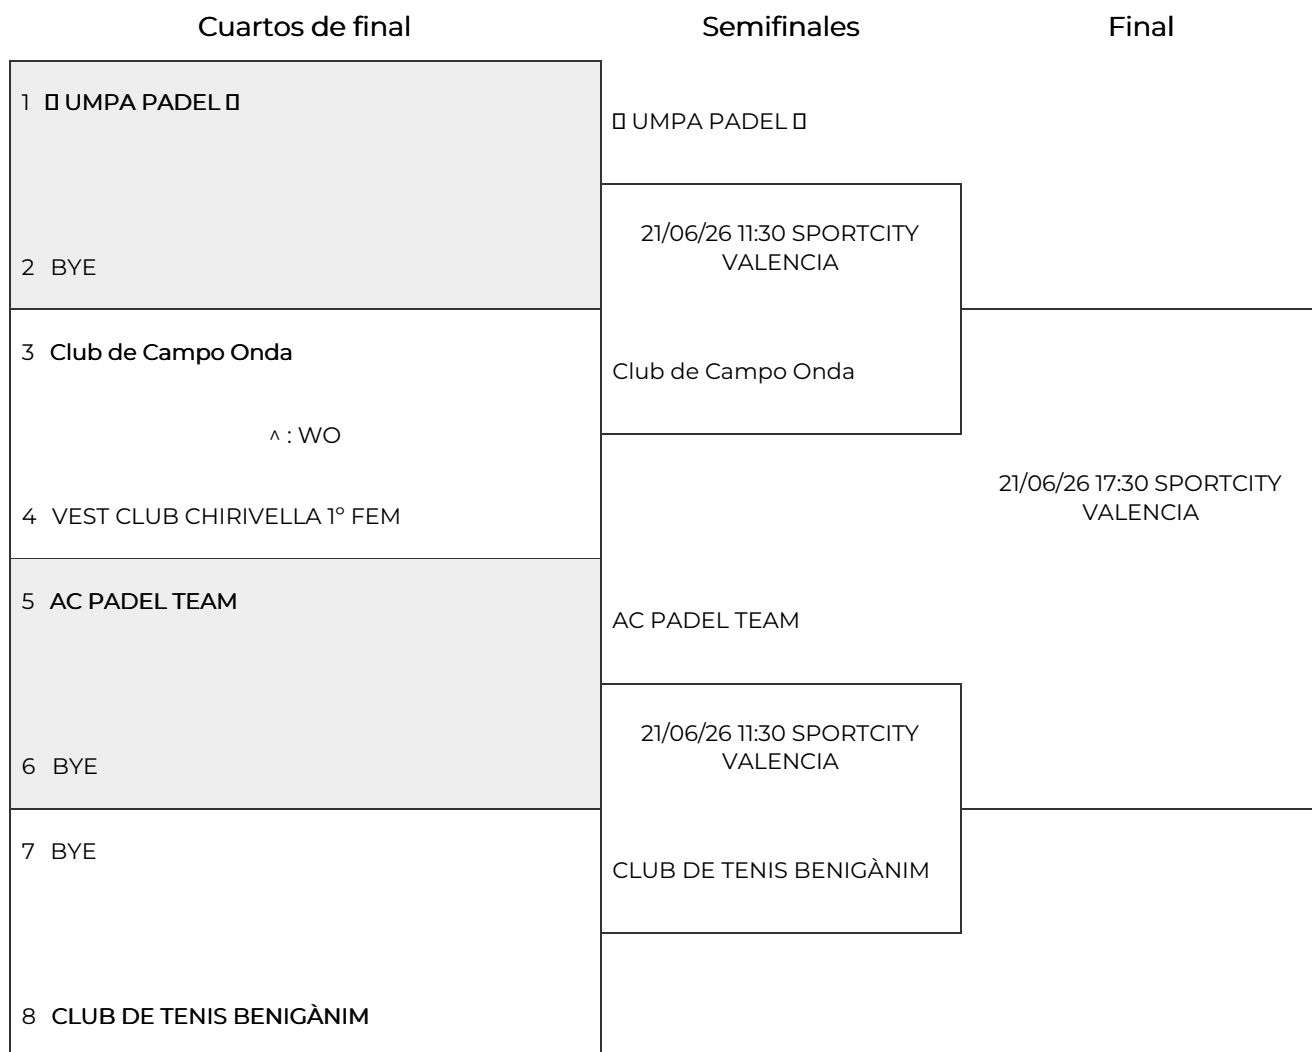 Cuartos de final
Semifinales
Final
1 ▯ UMPA PADEL ▯
2 BYE
3 Club de Campo Onda
^ : WO
4 VEST CLUB CHIRIVELLA 1º FEM
5 AC PADEL TEAM
6 BYE
7 BYE
8 CLUB DE TENIS BENIGÀNIM
▯ UMPA PADEL ▯
21/06/26 11:30 SPORTCITY
VALENCIA
Club de Campo Onda
AC PADEL TEAM
21/06/26 11:30 SPORTCITY
VALENCIA
CLUB DE TENIS BENIGÀNIM
21/06/26 17:30 SPORTCITY
VALENCIA